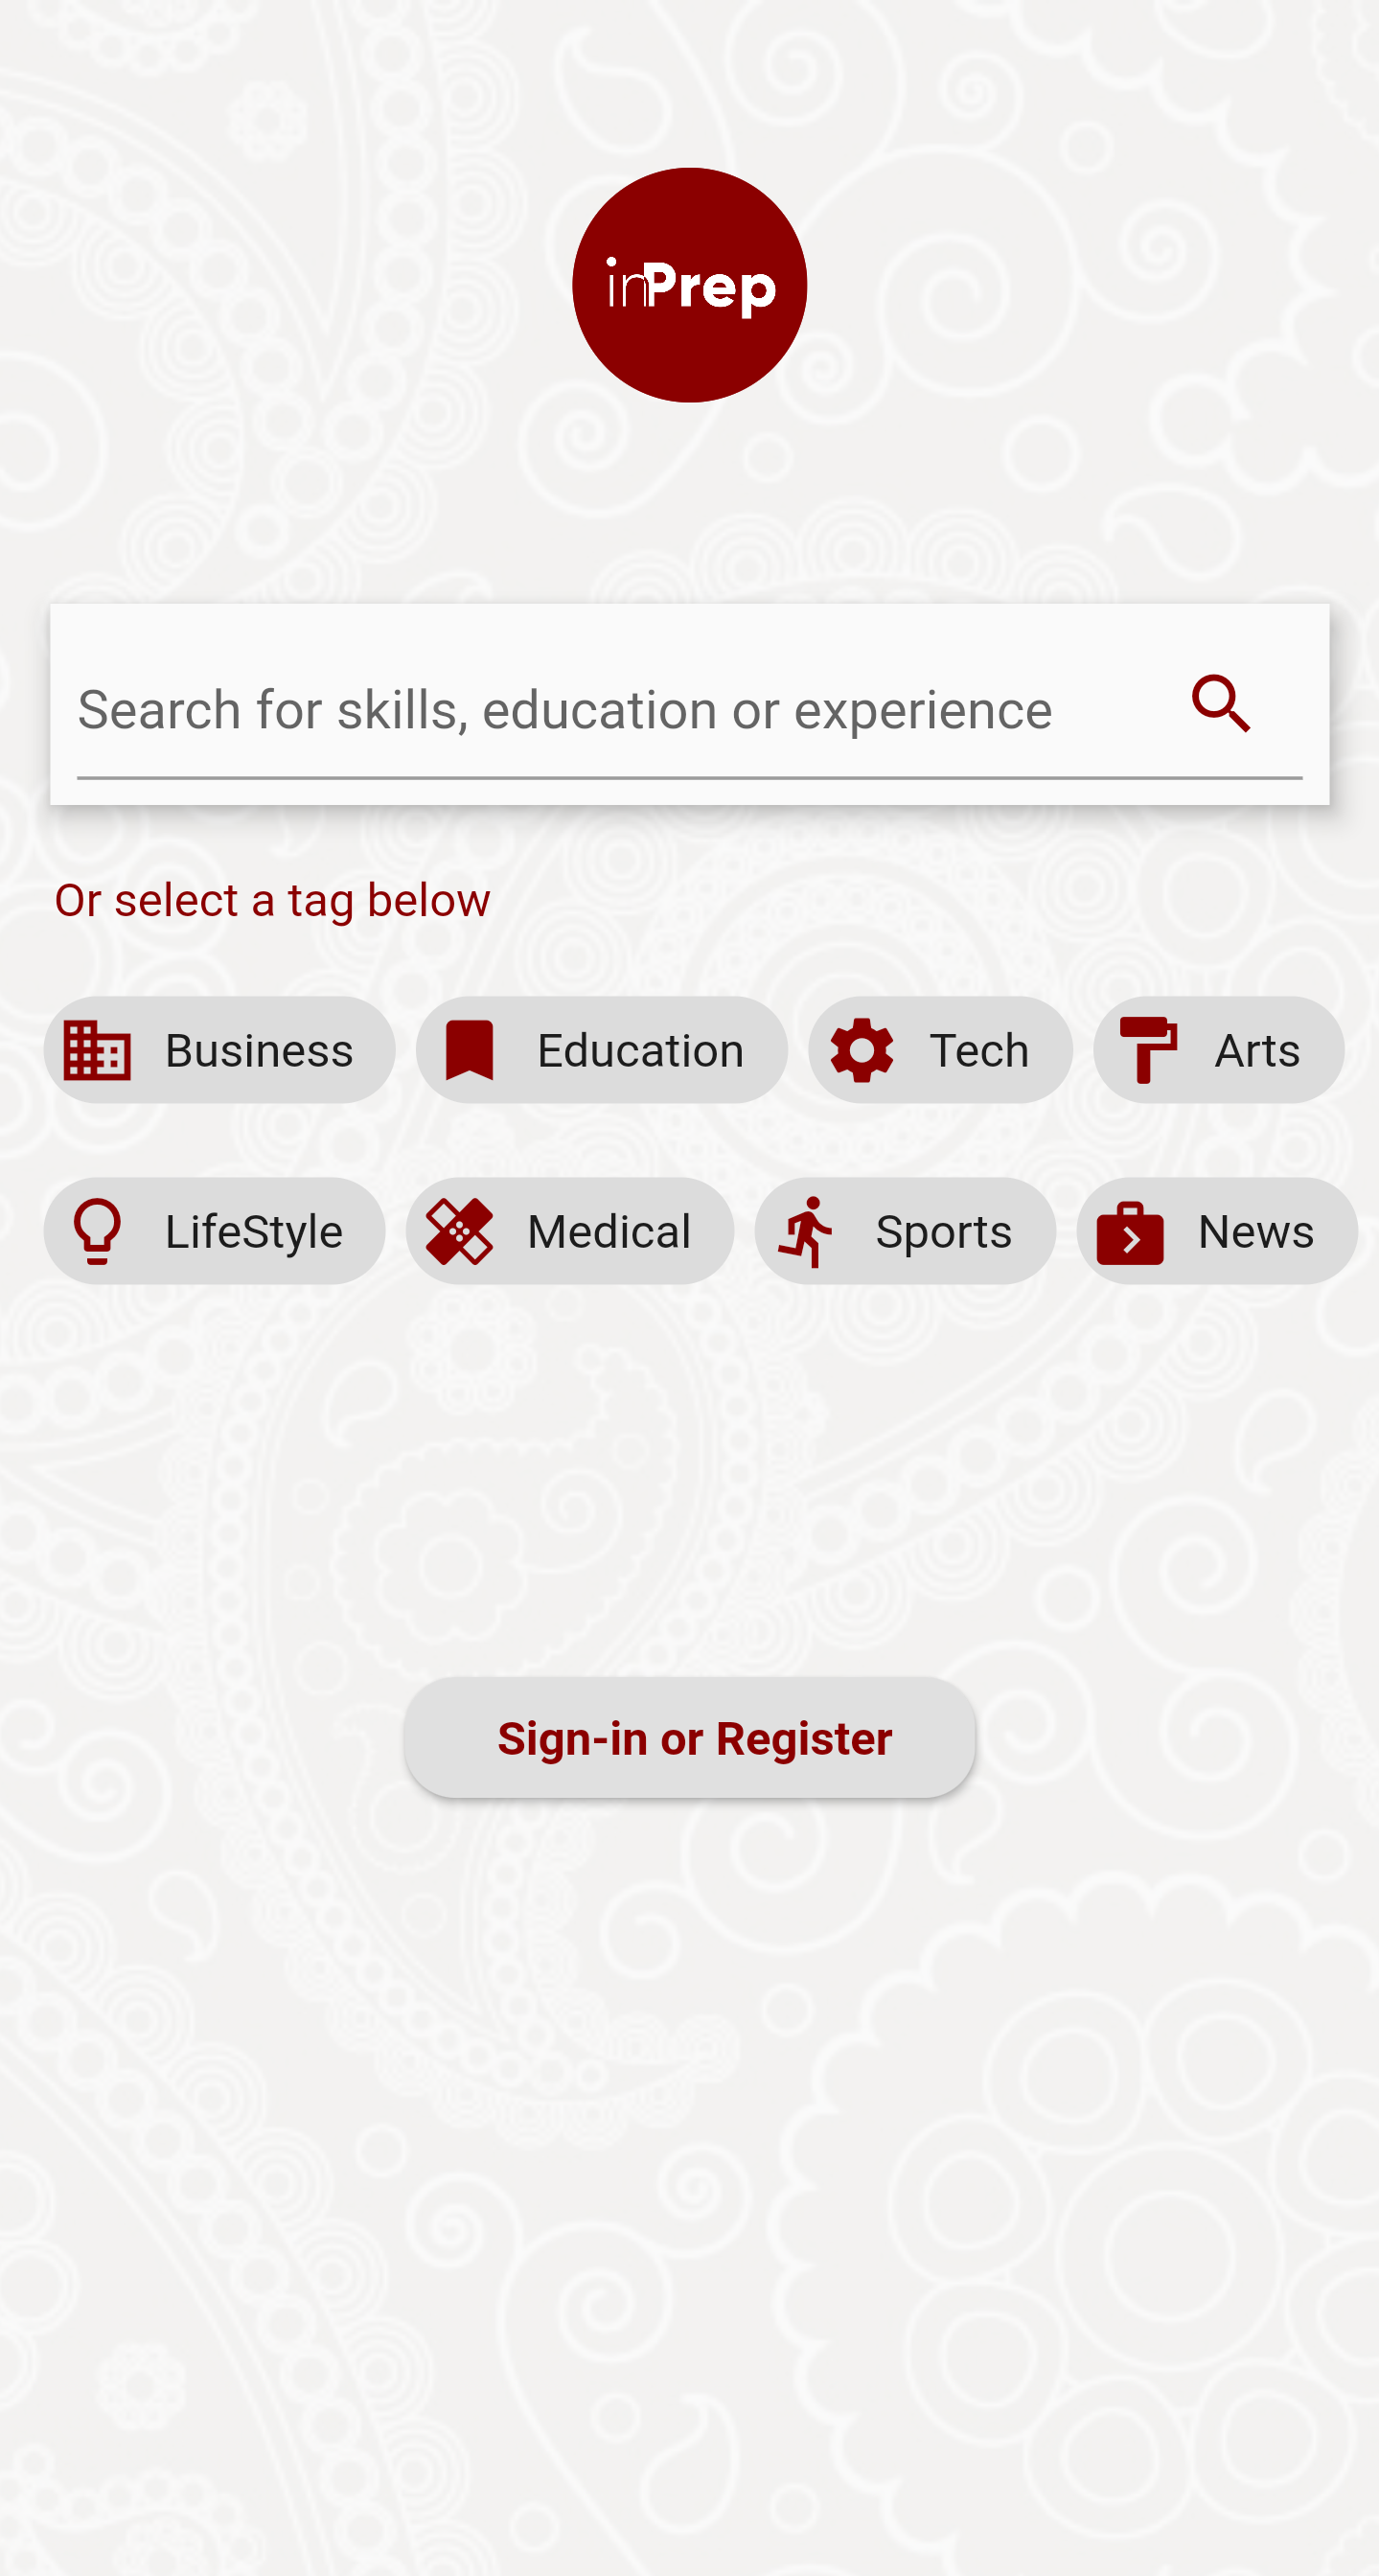 inPrep
Search for skills, education or experience
Or select a tag below
Business Education Tech Arts
LifeStyle Medical Sports News
Sign-in or Register